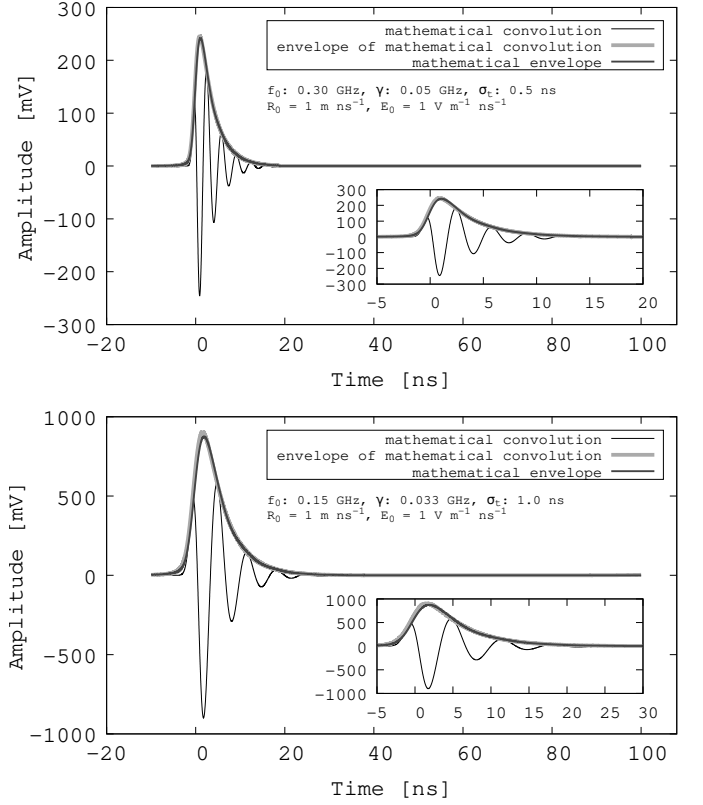 300
200
100
0
−100
−200
−300
Amplitude [mV]
mathematical convolution
envelope of mathematical convolution
mathematical envelope
f₀: 0.30 GHz, γ: 0.05 GHz, σₜ: 0.5 ns
R₀ = 1 m ns⁻¹, E₀ = 1 V m⁻¹ ns⁻¹
300
200
100
0
−100
−200
−300
−5 0 5 10 15 20
−20 0 20 40 60 80 100
Time [ns]
1000
500
0
−500
−1000
Amplitude [mV]
mathematical convolution
envelope of mathematical convolution
mathematical envelope
f₀: 0.15 GHz, γ: 0.033 GHz, σₜ: 1.0 ns
R₀ = 1 m ns⁻¹, E₀ = 1 V m⁻¹ ns⁻¹
1000
500
0
−500
−1000
−5 0 5 10 15 20 25 30
−20 0 20 40 60 80 100
Time [ns]